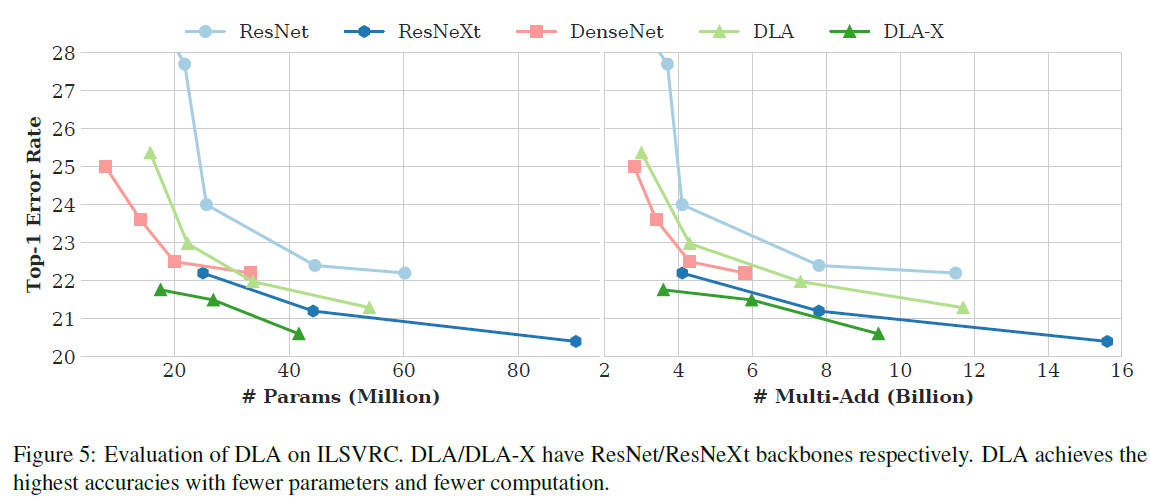 ResNet ResNeXt DenseNet DLA DLA-X
28
27
26
25
24
23
22
21
20
Top-1 Error Rate
20 40 60 80 2 4 6 8 10 12 14 16
# Params (Million) # Multi-Add (Billion)
Figure 5: Evaluation of DLA on ILSVRC. DLA/DLA-X have ResNet/ResNeXt backbones respectively. DLA achieves the
highest accuracies with fewer parameters and fewer computation.